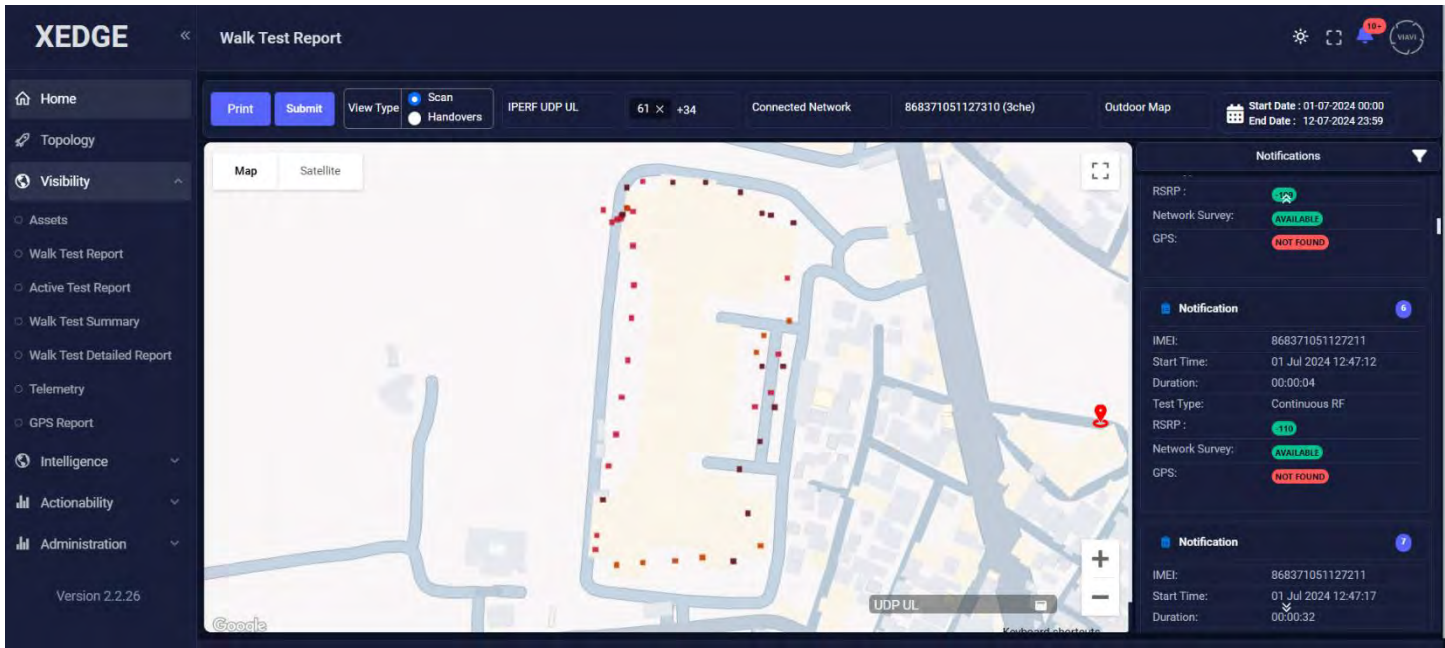 XEDGE
«
Walk Test Report
10+
VIAVI
Home
Topology
Visibility
Assets
Walk Test Report
Active Test Report
Walk Test Summary
Walk Test Detailed Report
Telemetry
GPS Report
Intelligence
Actionability
Administration
Version 2.2.26
Print
Submit
View Type
Scan
Handovers
IPERF UDP UL
61 × +34
Connected Network
868371051127310 (3che)
Outdoor Map
Start Date : 01-07-2024 00:00
End Date : 12-07-2024 23:59
Map
Satellite
UDP UL
+
−
Google
Keyboard shortcuts
Notifications
RSRP :
Network Survey: AVAILABLE
GPS: NOT FOUND
Notification 6
IMEI: 868371051127211
Start Time: 01 Jul 2024 12:47:12
Duration: 00:00:04
Test Type: Continuous RF
RSRP : -110
Network Survey: AVAILABLE
GPS: NOT FOUND
Notification 7
IMEI: 868371051127211
Start Time: 01 Jul 2024 12:47:17
Duration: 00:00:32